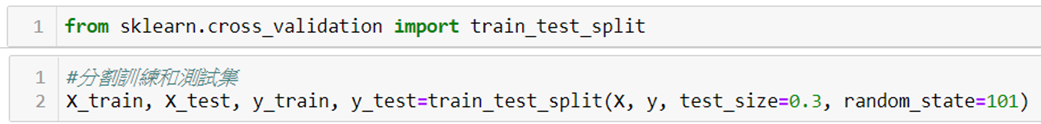 1 from sklearn.cross_validation import train_test_split
1 #分割訓練和測試集
2 X_train, X_test, y_train, y_test=train_test_split(X, y, test_size=0.3, random_state=101)